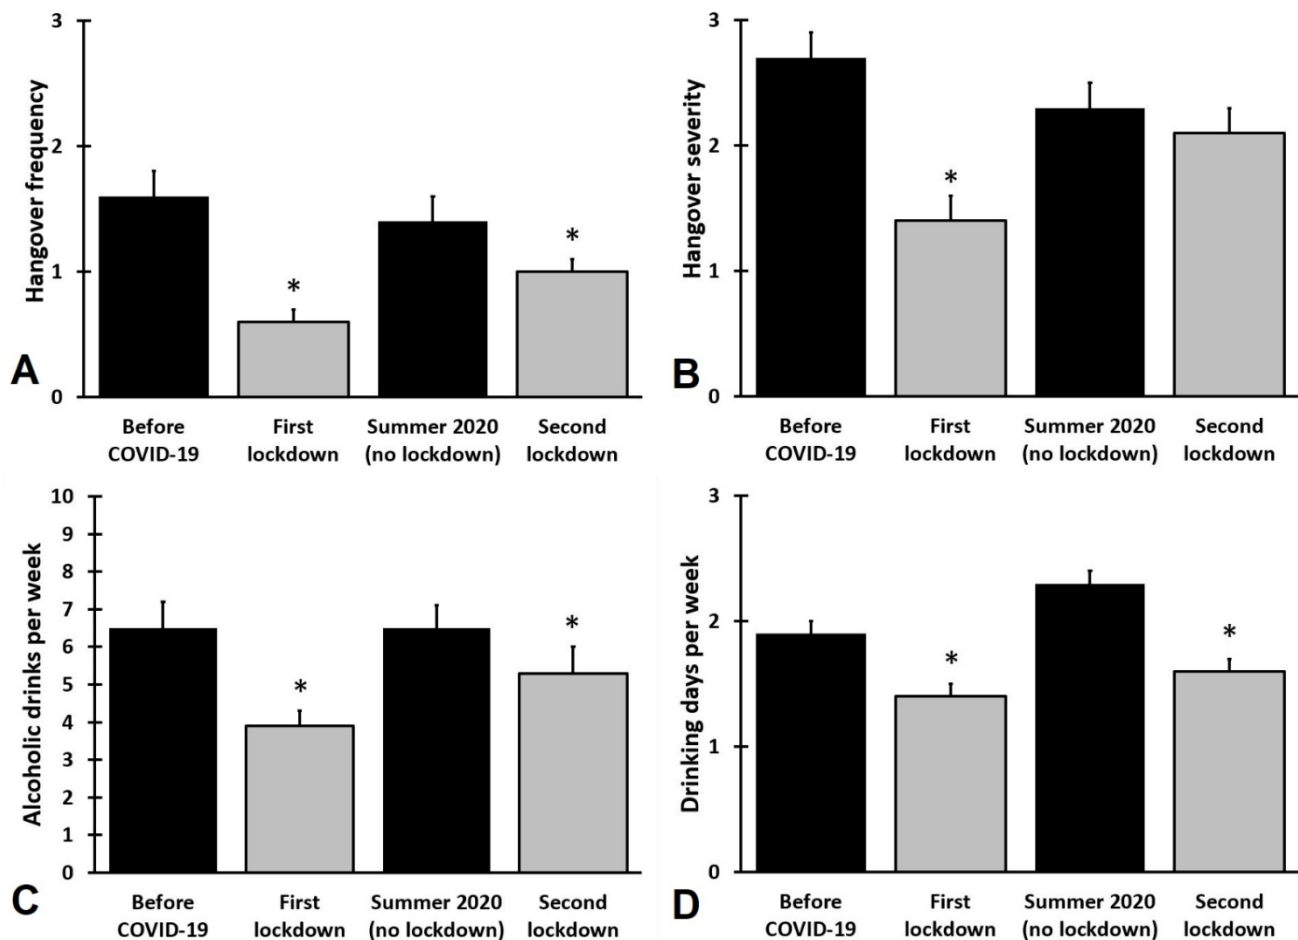 Hangover frequency
3
2
1
0
*
*
A
Before
COVID-19
First
lockdown
Summer 2020
(no lockdown)
Second
lockdown
Hangover severity
3
2
1
0
*
B
Before
COVID-19
First
lockdown
Summer 2020
(no lockdown)
Second
lockdown
Alcoholic drinks per week
10
9
8
7
6
5
4
3
2
1
0
*
*
C
Before
COVID-19
First
lockdown
Summer 2020
(no lockdown)
Second
lockdown
Drinking days per week
3
2
1
0
*
*
D
Before
COVID-19
First
lockdown
Summer 2020
(no lockdown)
Second
lockdown